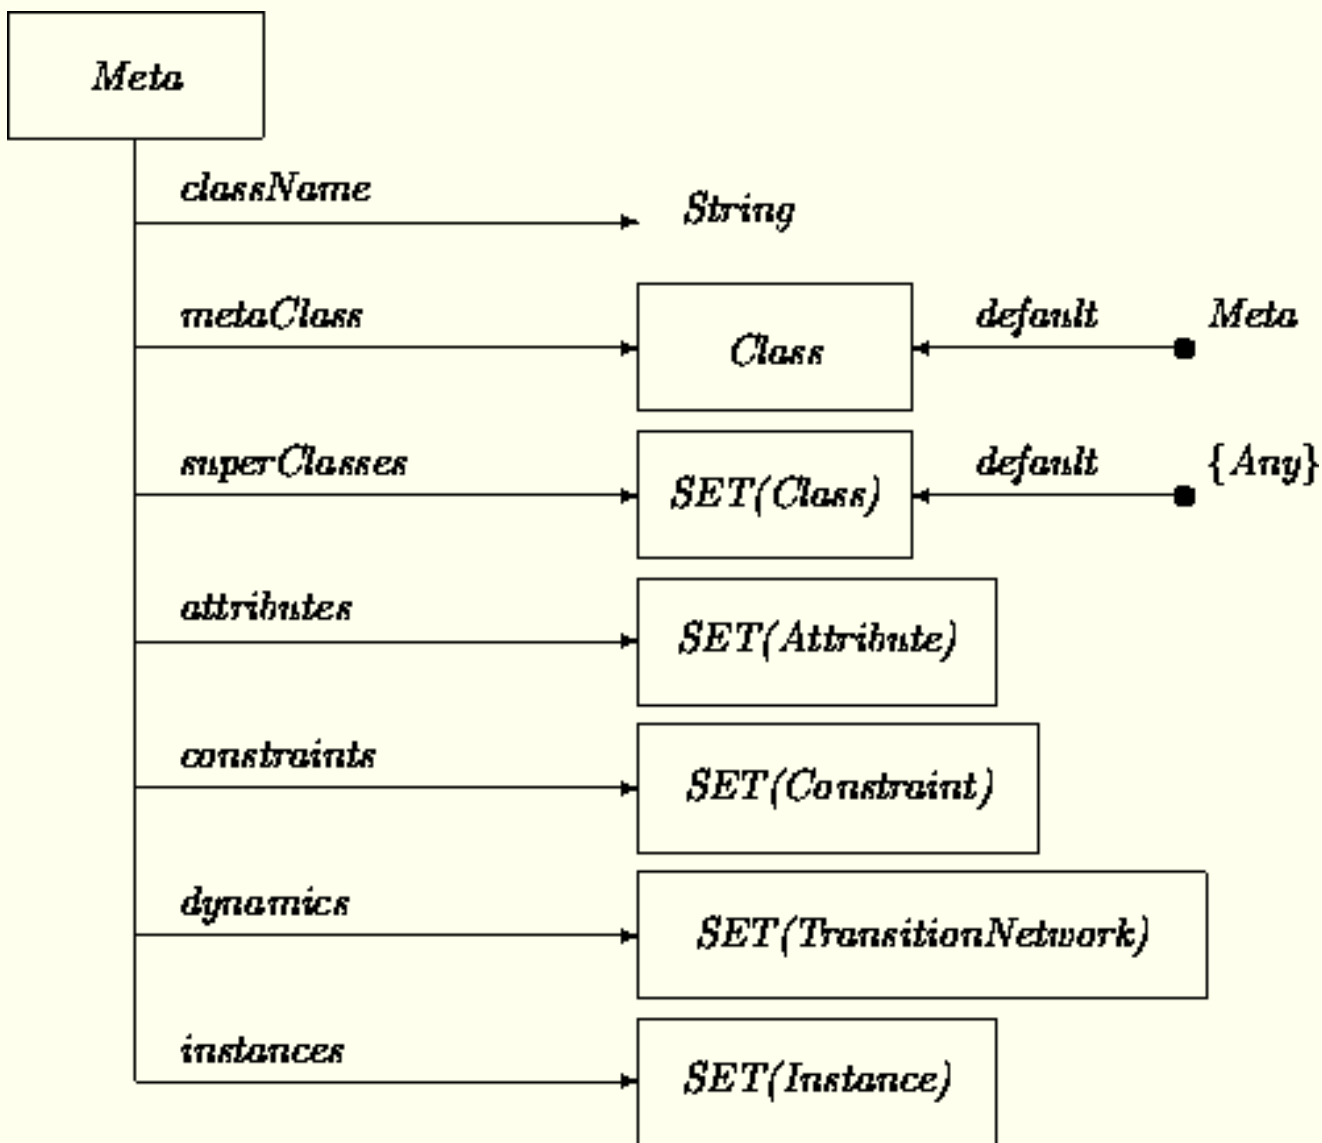 Meta
className
String
metaClass
Class
default
Meta
superClasses
SET(Class)
default
{Any}
attributes
SET(Attribute)
constraints
SET(Constraint)
dynamics
SET(TransitionNetwork)
instances
SET(Instance)